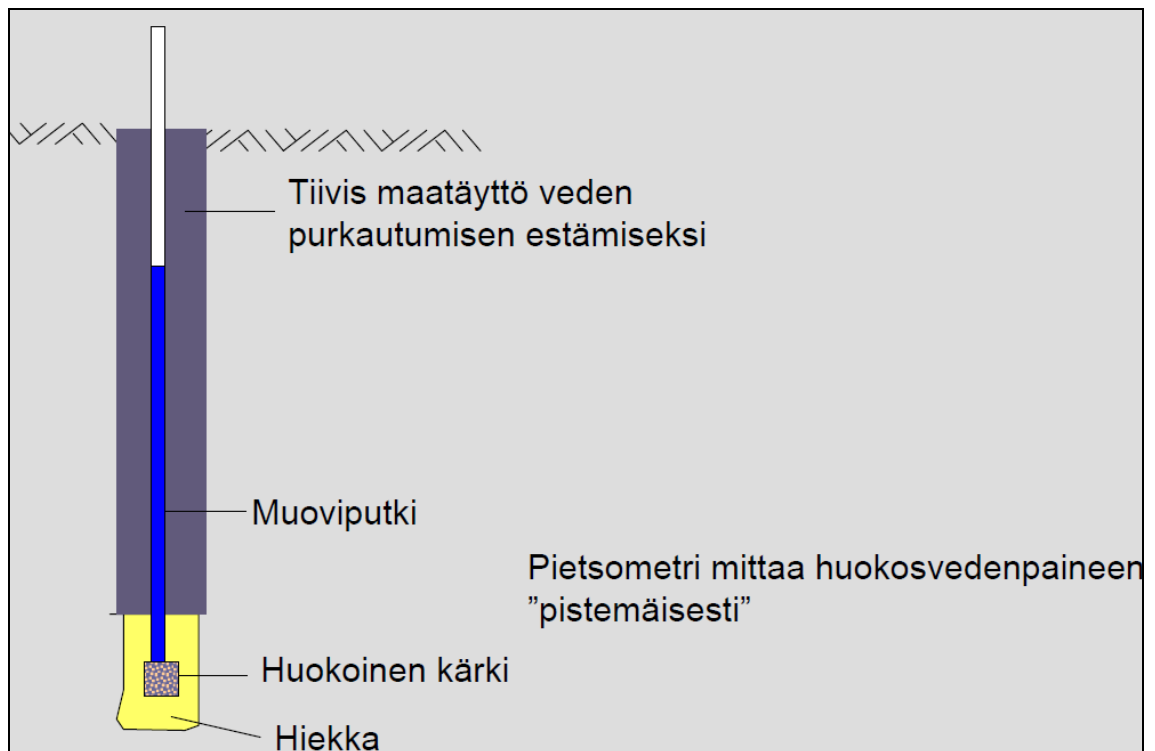 Tiivis maatäyttö veden
purkautumisen estämiseksi
Muoviputki
Pietsometri mittaa huokosvedenpaineen
”pistemäisesti”
Huokoinen kärki
Hiekka